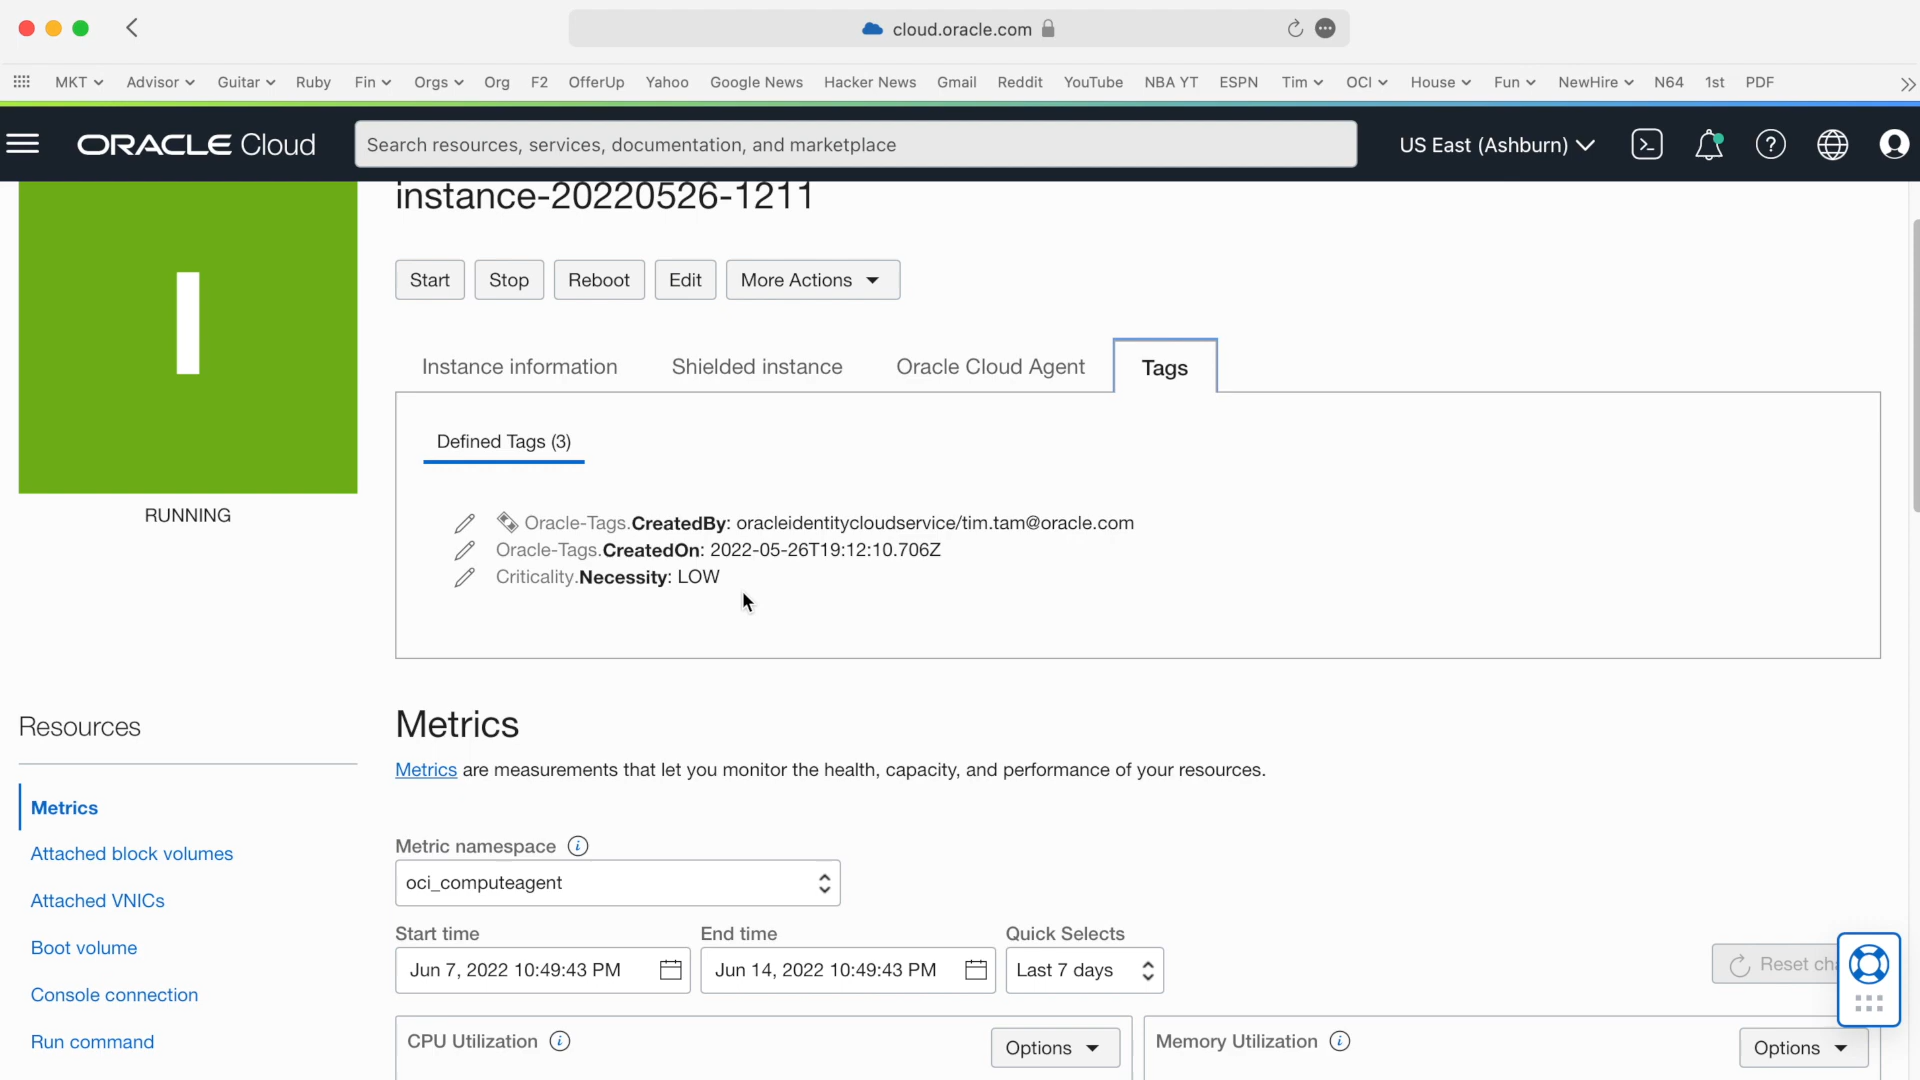 cloud.oracle.com
MKT Advisor Guitar Ruby Fin Orgs Org F2 OfferUp Yahoo Google News Hacker News Gmail Reddit YouTube NBA YT ESPN Tim OCI House Fun NewHire N64 1st PDF
ORACLE Cloud Search resources, services, documentation, and marketplace US East (Ashburn)
I
RUNNING
instance-20220526-1211
Start Stop Reboot Edit More Actions
Instance information Shielded instance Oracle Cloud Agent Tags
Defined Tags (3)
Oracle-Tags.CreatedBy: oracleidentitycloudservice/tim.tam@oracle.com
Oracle-Tags.CreatedOn: 2022-05-26T19:12:10.706Z
Criticality.Necessity: LOW
Resources
Metrics
Attached block volumes
Attached VNICs
Boot volume
Console connection
Run command
Metrics
Metrics are measurements that let you monitor the health, capacity, and performance of your resources.
Metric namespace
oci_computeagent
Start time End time Quick Selects
Jun 7, 2022 10:49:43 PM Jun 14, 2022 10:49:43 PM Last 7 days Reset cha
CPU Utilization Options Memory Utilization Options